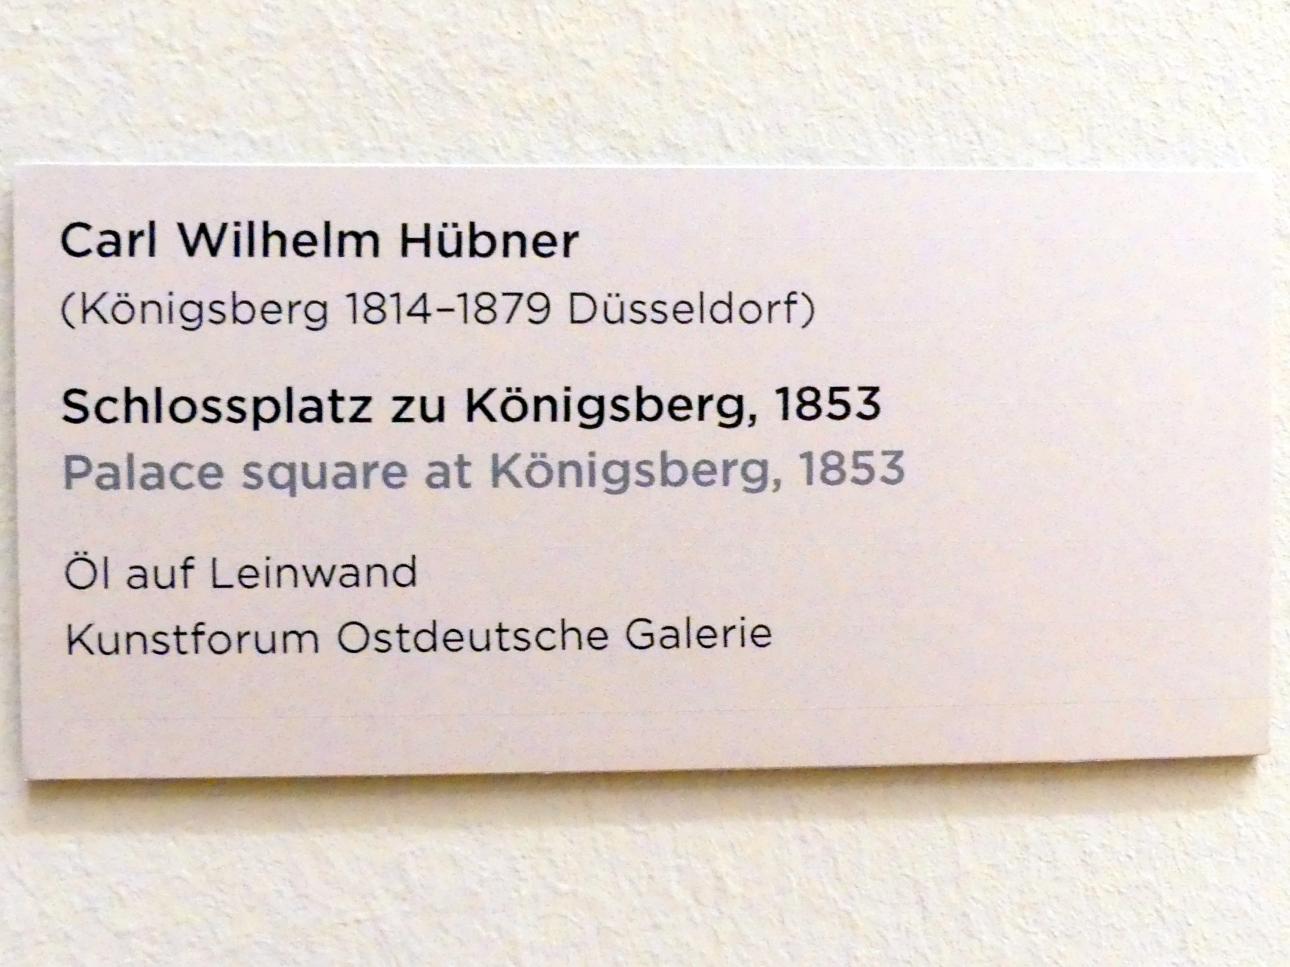 Carl Wilhelm Hübner
(Königsberg 1814–1879 Düsseldorf)
Schlossplatz zu Königsberg, 1853
Palace square at Königsberg, 1853
Öl auf Leinwand
Kunstforum Ostdeutsche Galerie